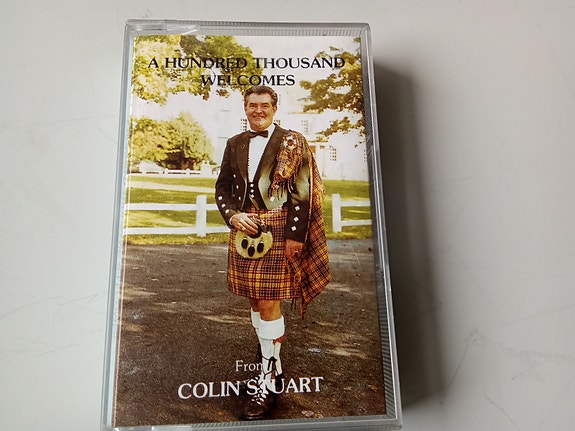 A HUNDRED THOUSAND
WELCOMES
From
COLIN STUART